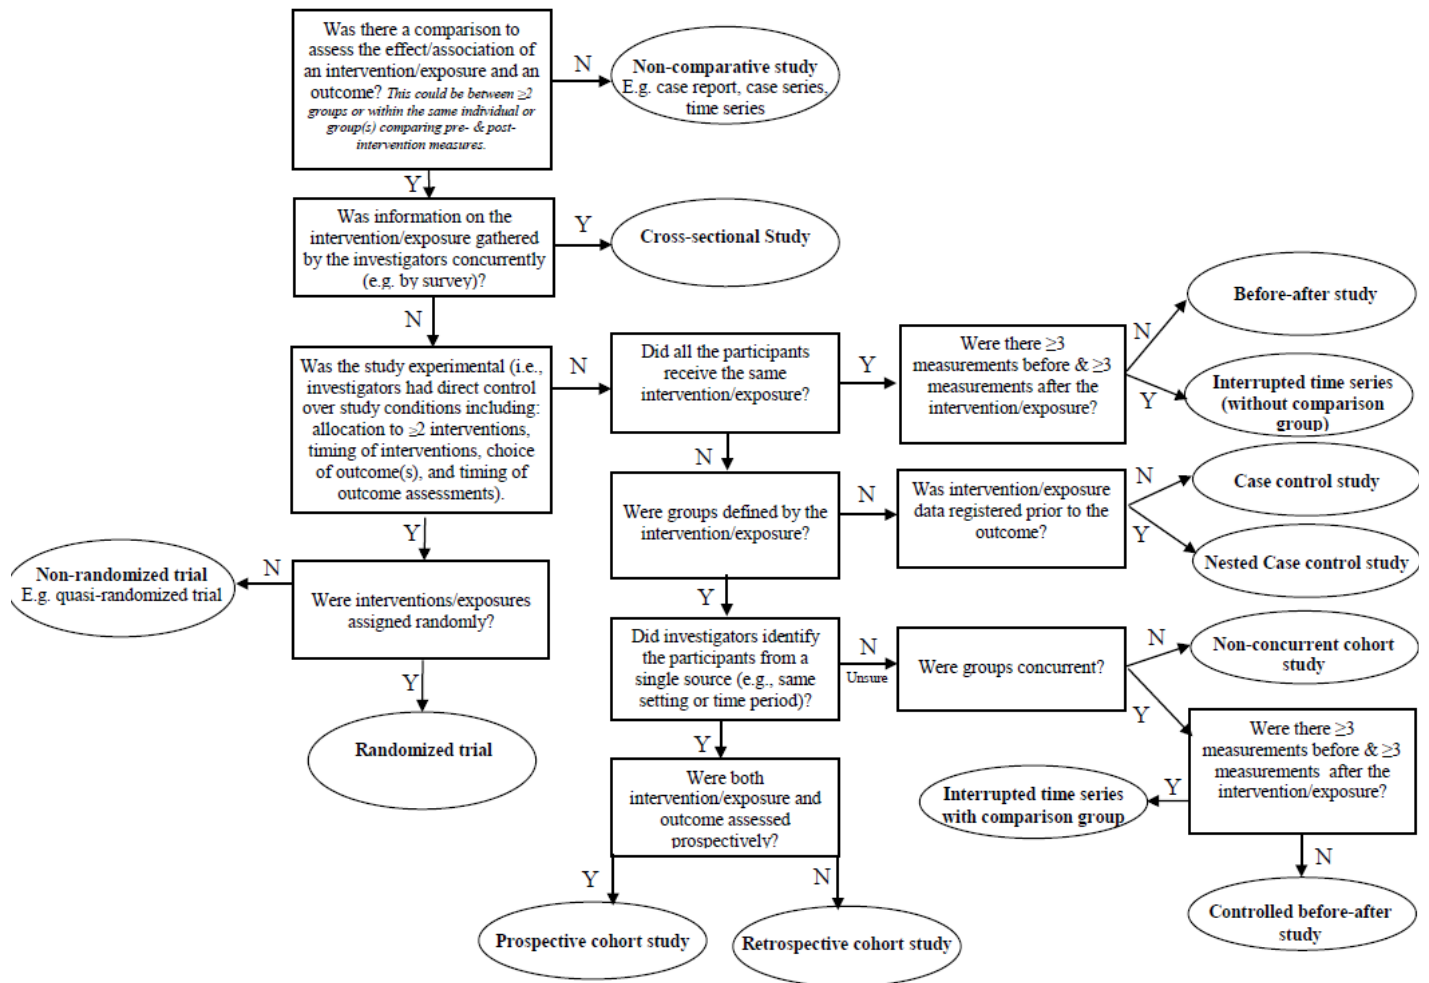 Was there a comparison to
assess the effect/association of
an intervention/exposure and an
outcome? This could be between ≥2
groups or within the same individual or
group(s) comparing pre- & post-
intervention measures.
N
Non-comparative study
E.g. case report, case series,
time series
Y
Was information on the
intervention/exposure gathered
by the investigators concurrently
(e.g. by survey)?
Y
Cross-sectional Study
N
Was the study experimental (i.e.,
investigators had direct control
over study conditions including:
allocation to ≥2 interventions,
timing of interventions, choice
of outcome(s), and timing of
outcome assessments).
N
Did all the participants
receive the same
intervention/exposure?
Y
Were there ≥3
measurements before & ≥3
measurements after the
intervention/exposure?
N
Before-after study
Y
Interrupted time series
(without comparison
group)
N
Were groups defined by the
intervention/exposure?
N
Was intervention/exposure
data registered prior to the
outcome?
N
Case control study
Y
Nested Case control study
Y
Were interventions/exposures
assigned randomly?
N
Non-randomized trial
E.g. quasi-randomized trial
Y
Randomized trial
Y
Did investigators identify
the participants from a
single source (e.g., same
setting or time period)?
N
Unsure
Were groups concurrent?
N
Non-concurrent cohort
study
Y
Were there ≥3
measurements before & ≥3
measurements after the
intervention/exposure?
Y
Interrupted time series
with comparison group
N
Controlled before-after
study
Y
Were both
intervention/exposure and
outcome assessed
prospectively?
Y
Prospective cohort study
N
Retrospective cohort study